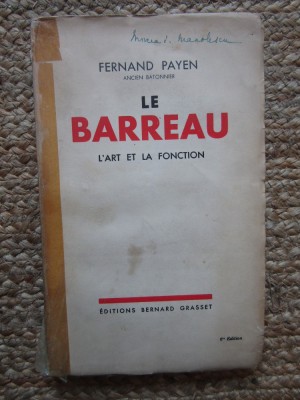 FERNAND PAYEN
ANCIEN BATONNIER
LE
BARREAU
L'ART ET LA FONCTION
ÉDITIONS BERNARD GRASSET